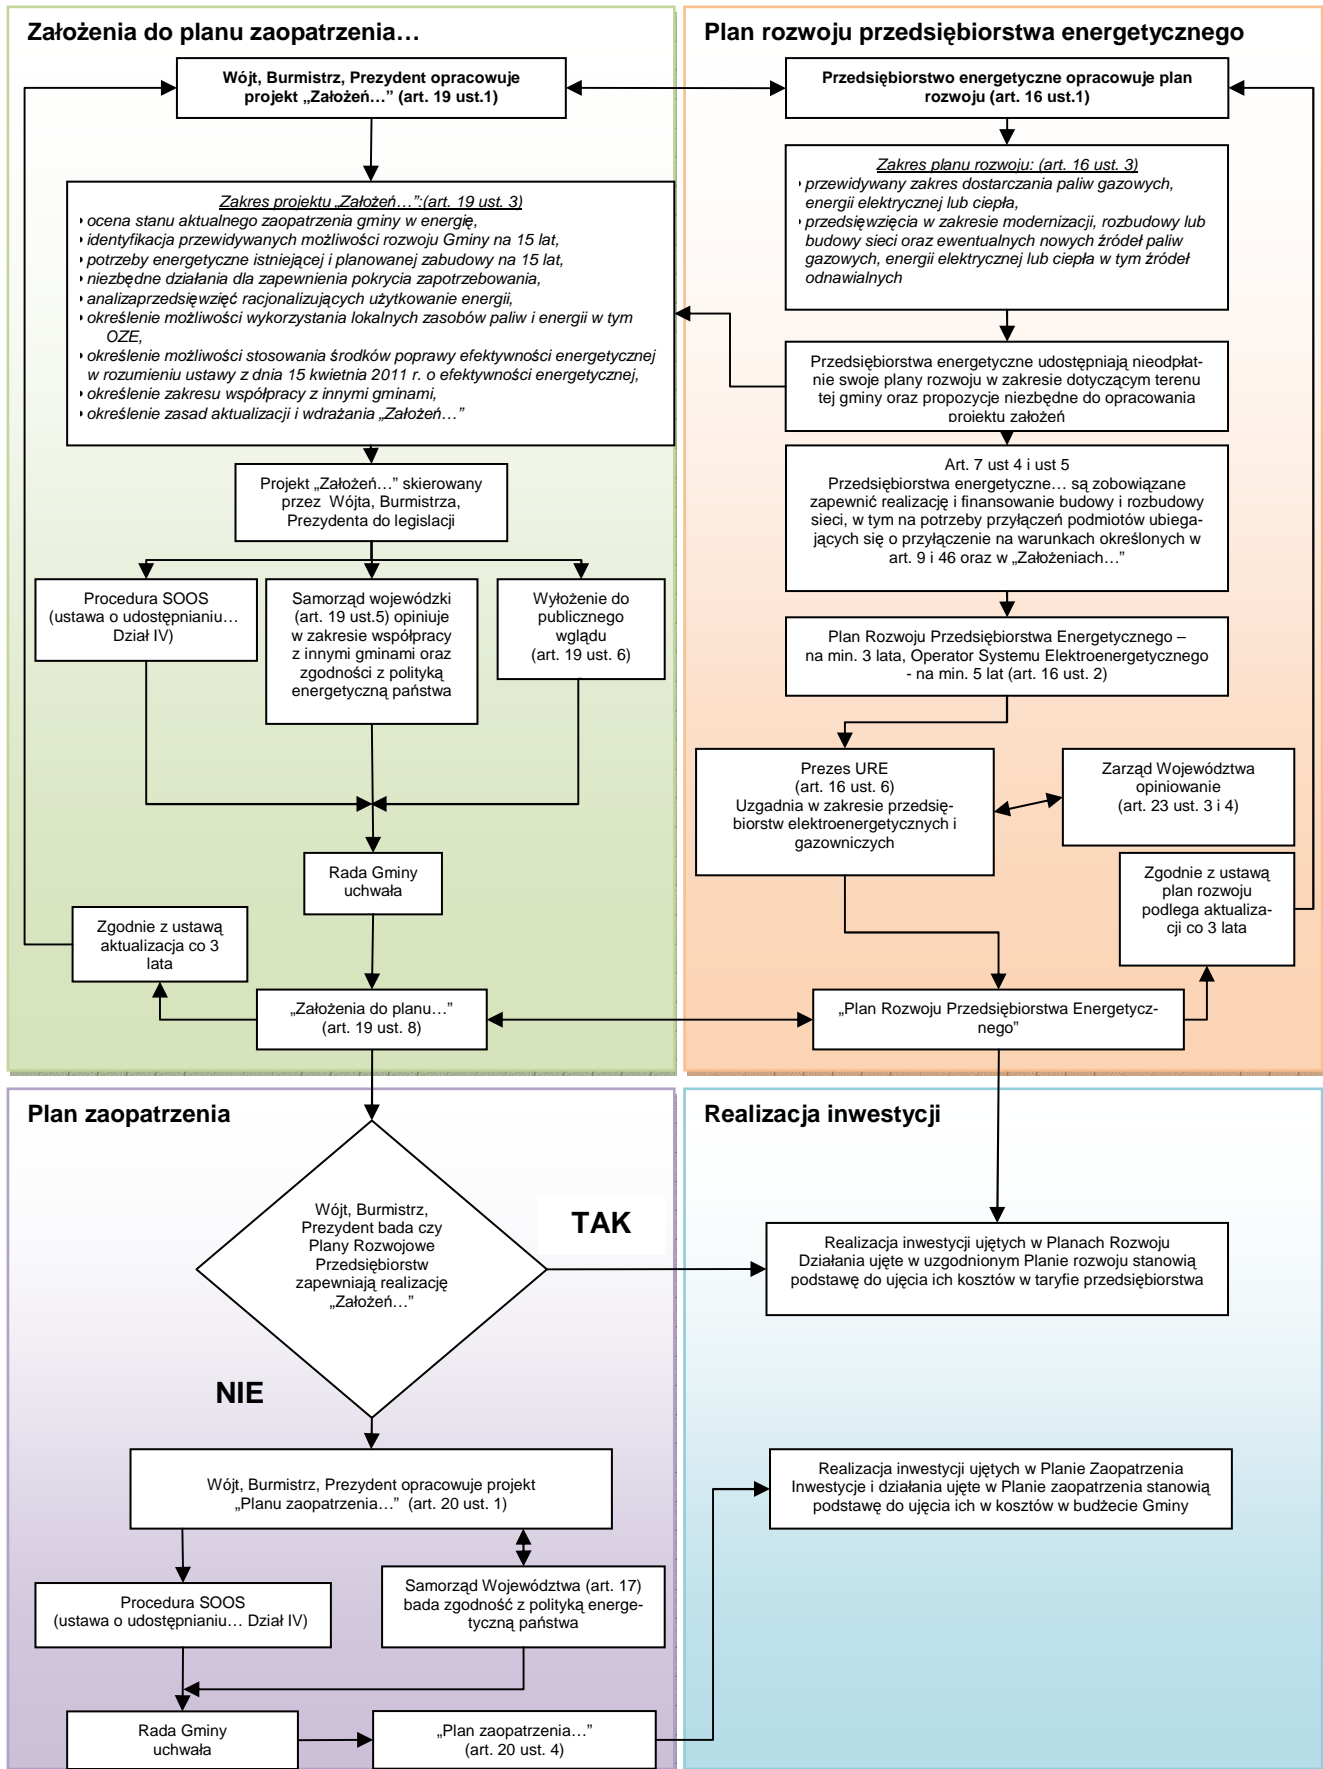 Założenia do planu zaopatrzenia…
Wójt, Burmistrz, Prezydent opracowuje
projekt „Założeń…” (art. 19 ust.1)
Zakres projektu „Założeń…”:(art. 19 ust. 3)
ocena stanu aktualnego zaopatrzenia gminy w energię,
identyfikacja przewidywanych możliwości rozwoju Gminy na 15 lat,
potrzeby energetyczne istniejącej i planowanej zabudowy na 15 lat,
niezbędne działania dla zapewnienia pokrycia zapotrzebowania,
analizaprzedsięwzięć racjonalizujących użytkowanie energii,
określenie możliwości wykorzystania lokalnych zasobów paliw i energii w tym
OZE,
określenie możliwości stosowania środków poprawy efektywności energetycznej
w rozumieniu ustawy z dnia 15 kwietnia 2011 r. o efektywności energetycznej,
określenie zakresu współpracy z innymi gminami,
określenie zasad aktualizacji i wdrażania „Założeń…”
Projekt „Założeń…” skierowany
przez Wójta, Burmistrza,
Prezydenta do legislacji
Procedura SOOS
(ustawa o udostępnianiu…
Dział IV)
Samorząd wojewódzki
(art. 19 ust.5) opiniuje
w zakresie współpracy
z innymi gminami oraz
zgodności z polityką
energetyczną państwa
Wyłożenie do
publicznego
wglądu
(art. 19 ust. 6)
Rada Gminy
uchwała
Zgodnie z ustawą
aktualizacja co 3
lata
„Założenia do planu…”
(art. 19 ust. 8)
Plan rozwoju przedsiębiorstwa energetycznego
Przedsiębiorstwo energetyczne opracowuje plan
rozwoju (art. 16 ust.1)
Zakres planu rozwoju: (art. 16 ust. 3)
przewidywany zakres dostarczania paliw gazowych,
energii elektrycznej lub ciepła,
przedsięwzięcia w zakresie modernizacji, rozbudowy lub
budowy sieci oraz ewentualnych nowych źródeł paliw
gazowych, energii elektrycznej lub ciepła w tym źródeł
odnawialnych
Przedsiębiorstwa energetyczne udostępniają nieodpłat-
nie swoje plany rozwoju w zakresie dotyczącym terenu
tej gminy oraz propozycje niezbędne do opracowania
projektu założeń
Art. 7 ust 4 i ust 5
Przedsiębiorstwa energetyczne… są zobowiązane
zapewnić realizację i finansowanie budowy i rozbudowy
sieci, w tym na potrzeby przyłączeń podmiotów ubiega-
jących się o przyłączenie na warunkach określonych w
art. 9 i 46 oraz w „Założeniach…”
Plan Rozwoju Przedsiębiorstwa Energetycznego –
na min. 3 lata, Operator Systemu Elektroenergetycznego
- na min. 5 lat (art. 16 ust. 2)
Prezes URE
(art. 16 ust. 6)
Uzgadnia w zakresie przedsię-
biorstw elektroenergetycznych i
gazowniczych
Zarząd Województwa
opiniowanie
(art. 23 ust. 3 i 4)
Zgodnie z ustawą
plan rozwoju
podlega aktualiza-
cji co 3 lata
„Plan Rozwoju Przedsiębiorstwa Energetycz-
nego”
Plan zaopatrzenia
Wójt, Burmistrz,
Prezydent bada czy
Plany Rozwojowe
Przedsiębiorstw
zapewniają realizację
„Założeń…”
TAK
NIE
Wójt, Burmistrz, Prezydent opracowuje projekt
„Planu zaopatrzenia…” (art. 20 ust. 1)
Procedura SOOS
(ustawa o udostępnianiu… Dział IV)
Samorząd Województwa (art. 17)
bada zgodność z polityką energe-
tyczną państwa
Rada Gminy
uchwała
„Plan zaopatrzenia…”
(art. 20 ust. 4)
Realizacja inwestycji
Realizacja inwestycji ujętych w Planach Rozwoju
Działania ujęte w uzgodnionym Planie rozwoju stanowią
podstawę do ujęcia ich kosztów w taryfie przedsiębiorstwa
Realizacja inwestycji ujętych w Planie Zaopatrzenia
Inwestycje i działania ujęte w Planie zaopatrzenia stanowią
podstawę do ujęcia ich w kosztów w budżecie Gminy